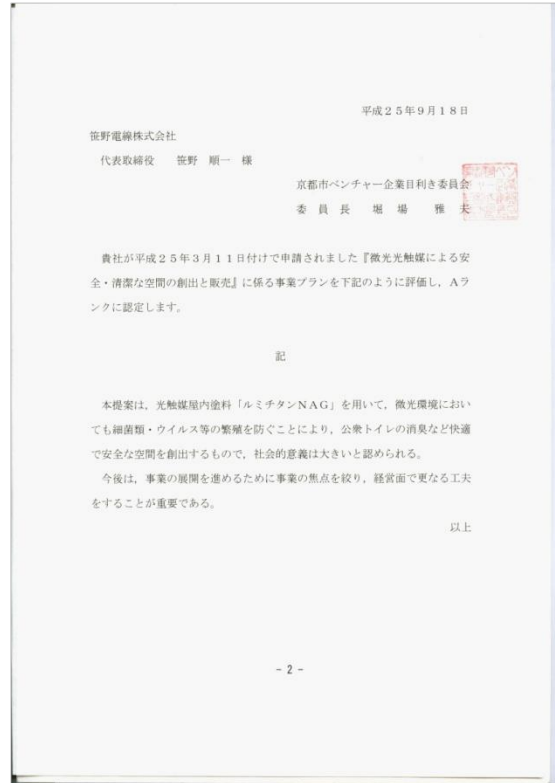 平成25年9月18日
笹野電線株式会社
代表取締役 笹野 順一 様
京都市ベンチャー企業目利き委員会
委員長 堀場 雅夫
貴社が平成25年3月11日付けで申請されました『微光光触媒による安
全・清潔な空間の創出と販売』に係る事業プランを下記のように評価し，Aラ
ンクに認定します。
記
本提案は，光触媒屋内塗料「ルミチタンNAG」を用いて，微光環境におい
ても細菌類・ウイルス等の繁殖を防ぐことにより，公衆トイレの消臭など快適
で安全な空間を創出するもので，社会的意義は大きいと認められる。
今後は，事業の展開を進めるために事業の焦点を絞り，経営面で更なる工夫
をすることが重要である。
以上
- 2 -